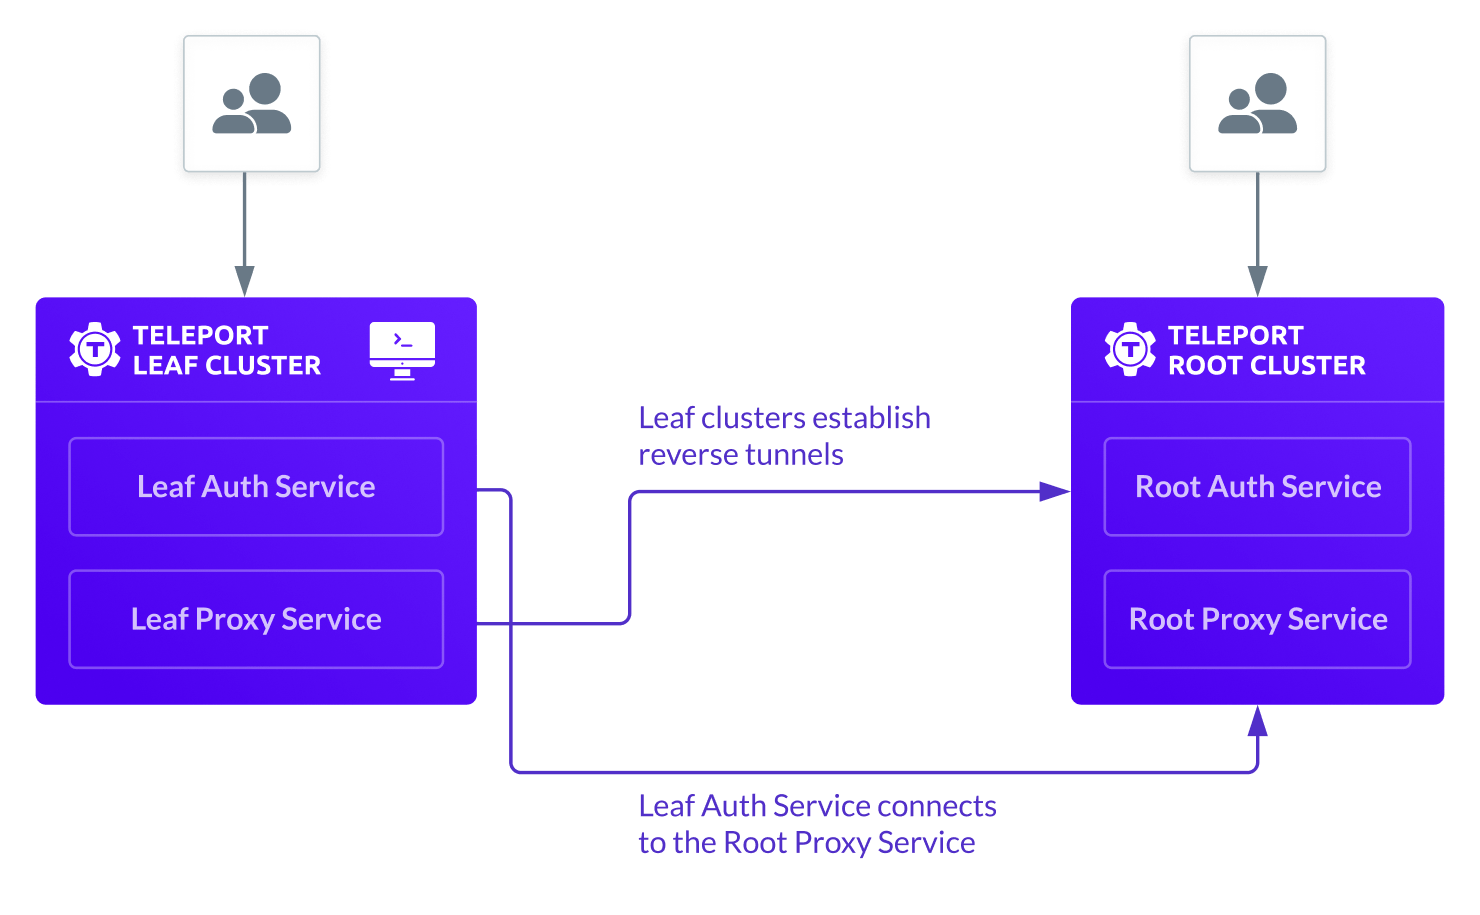 TELEPORT
LEAF CLUSTER
Leaf Auth Service
Leaf Proxy Service
Leaf clusters establish
reverse tunnels
Leaf Auth Service connects
to the Root Proxy Service
TELEPORT
ROOT CLUSTER
Root Auth Service
Root Proxy Service